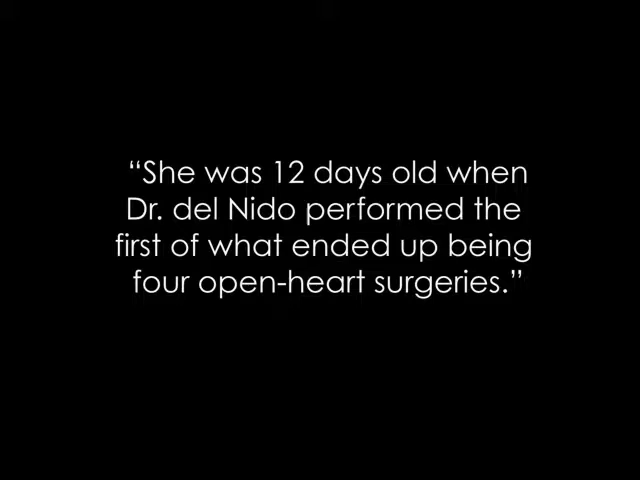 “She was 12 days old when
Dr. del Nido performed the
first of what ended up being
four open-heart surgeries.”